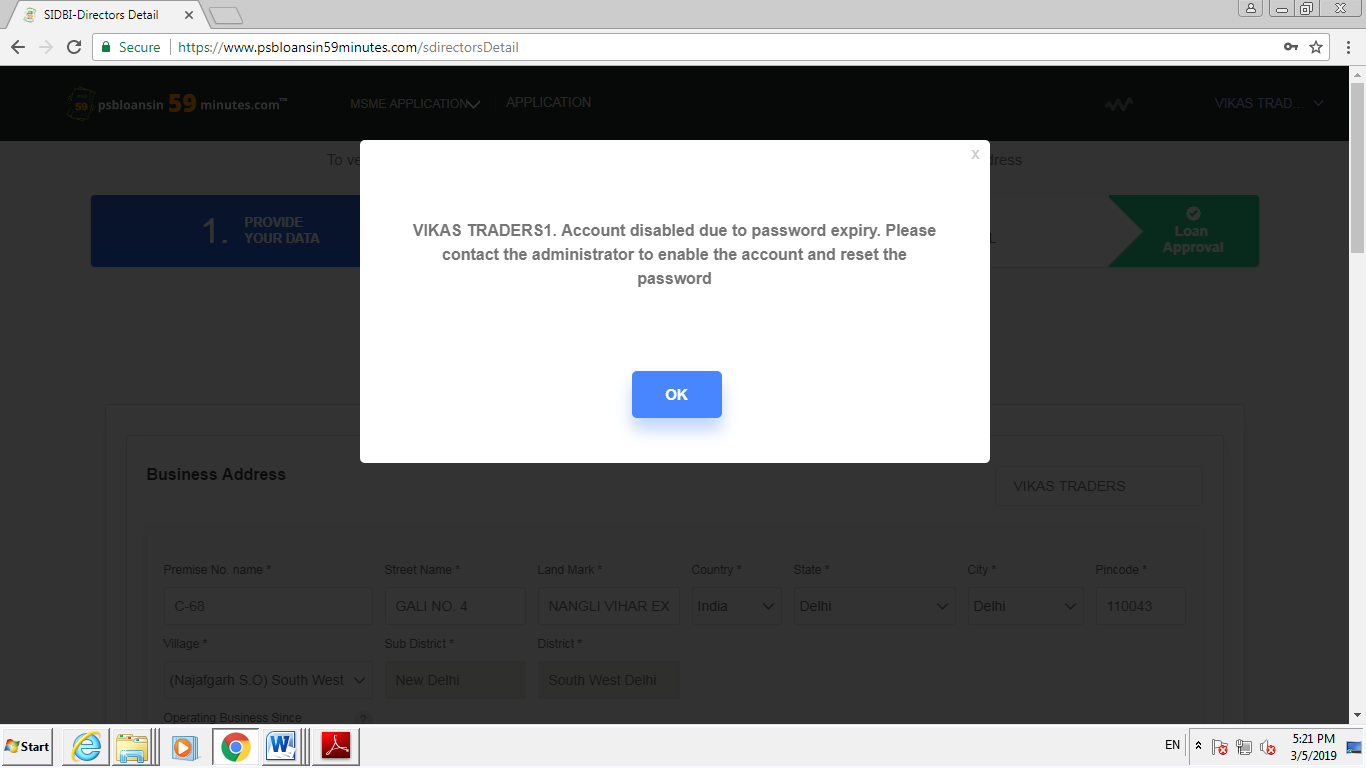 SIDBI-Directors Detail
Secure https://www.psbloansin59minutes.com/sdirectorsDetail
psbloansin 59 minutes.com™ MSME APPLICATION APPLICATION VIKAS TRAD...
To ve
dress
x
1. PROVIDE
YOUR DATA
Loan
Approval
VIKAS TRADERS1. Account disabled due to password expiry. Please
contact the administrator to enable the account and reset the
password
OK
Business Address
VIKAS TRADERS
Premise No. name * Street Name * Land Mark * Country * State * City * Pincode *
C-68 GALI NO. 4 NANGLI VIHAR EX India Delhi Delhi 110043
Village * Sub District * District *
(Najafgarh S.O) South West New Delhi South West Delhi
Operating Business Since ?
Start EN 5:21 PM
3/5/2019